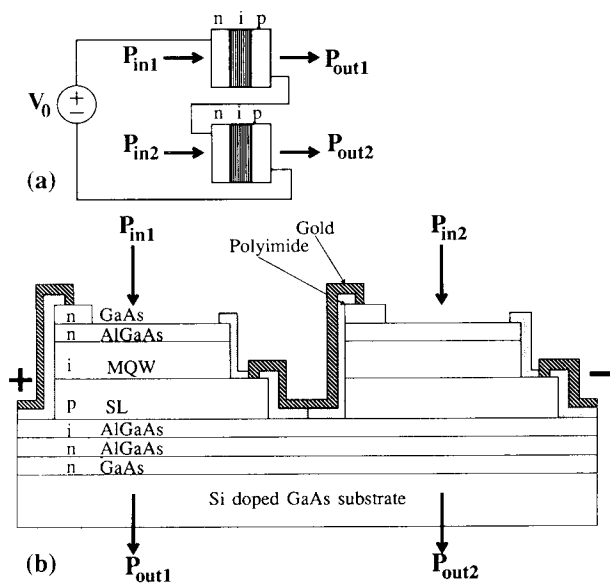 n i p
P_in1
P_out1
V_0
+
−
n i p
P_in2
P_out2
(a)
P_in1
Gold
Polyimide
P_in2
n GaAs
n AlGaAs
i MQW
+
−
p SL
i AlGaAs
n AlGaAs
n GaAs
Si doped GaAs substrate
(b)
P_out1
P_out2